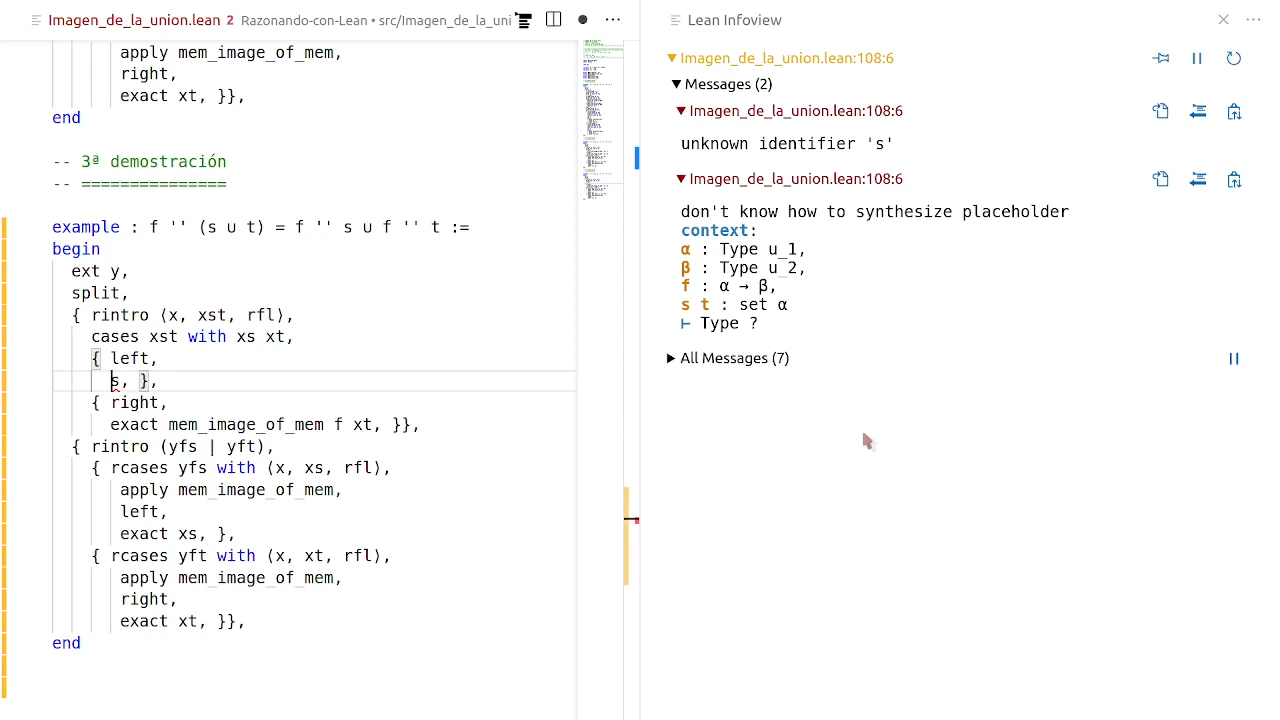 Imagen_de_la_union.lean 2 Razonando-con-Lean • src/Imagen_de_la_uni
apply mem_image_of_mem,
right,
exact xt, }},
end
-- 3ª demostración
-- ===============
example : f '' (s ∪ t) = f '' s ∪ f '' t :=
begin
ext y,
split,
{ rintro ⟨x, xst, rfl⟩,
cases xst with xs xt,
{ left,
s, },
{ right,
exact mem_image_of_mem f xt, }},
{ rintro (yfs | yft),
{ rcases yfs with ⟨x, xs, rfl⟩,
apply mem_image_of_mem,
left,
exact xs, },
{ rcases yft with ⟨x, xt, rfl⟩,
apply mem_image_of_mem,
right,
exact xt, }},
end
Lean Infoview
Imagen_de_la_union.lean:108:6
Messages (2)
Imagen_de_la_union.lean:108:6
unknown identifier 's'
Imagen_de_la_union.lean:108:6
don't know how to synthesize placeholder
context:
α : Type u_1,
β : Type u_2,
f : α → β,
s t : set α
⊢ Type ?
All Messages (7)